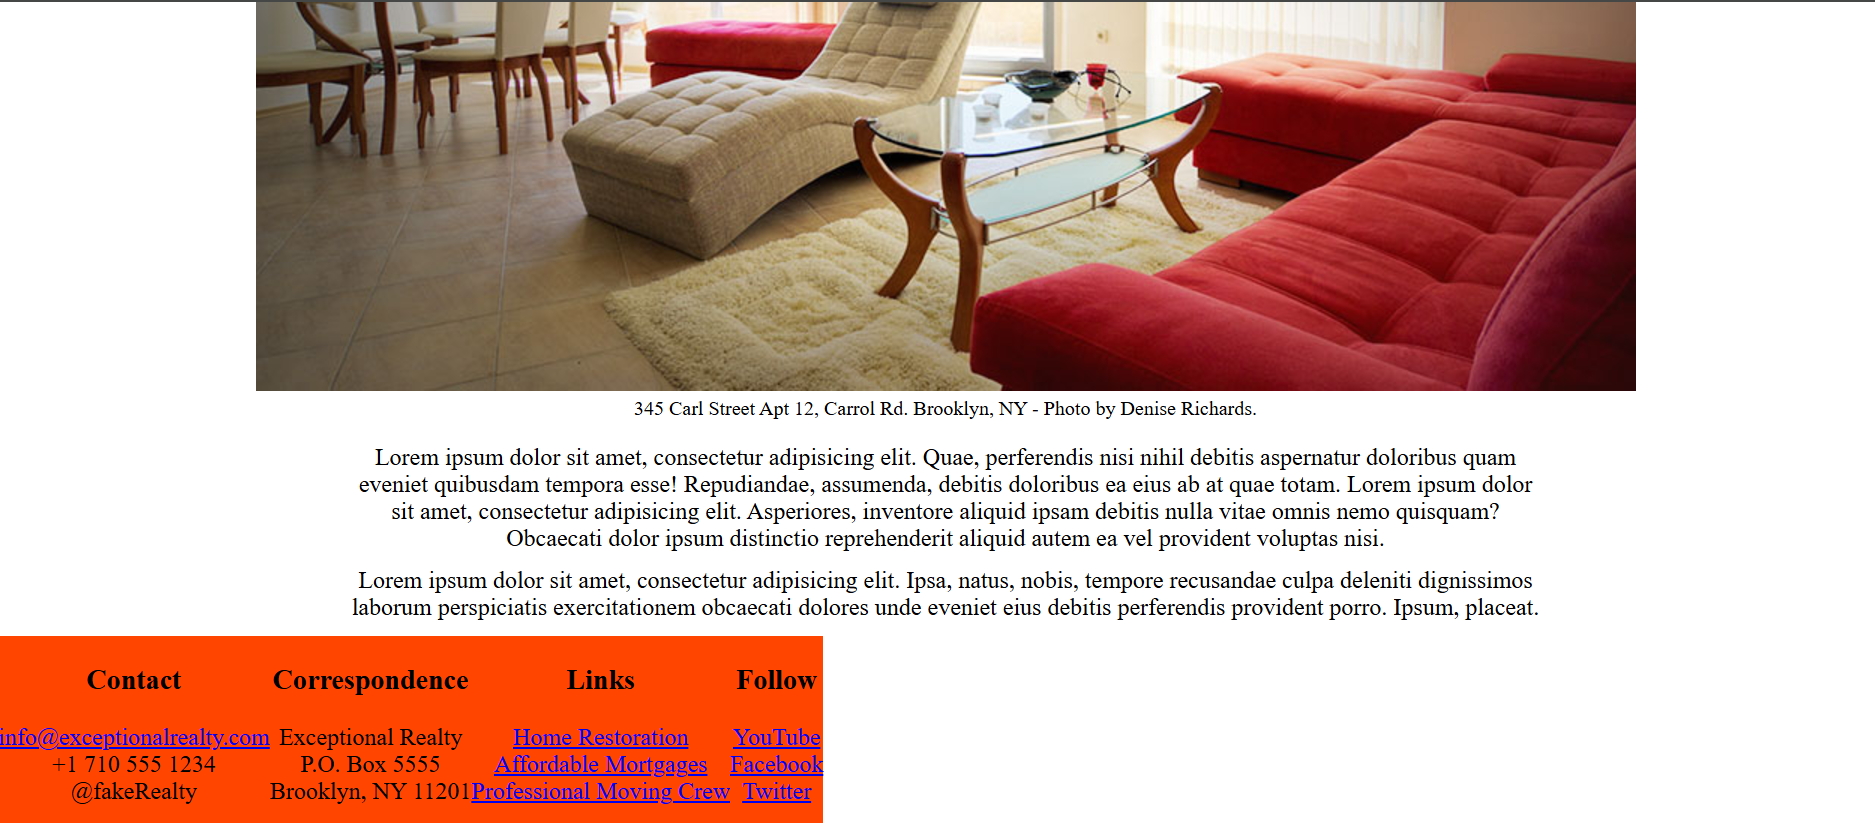 345 Carl Street Apt 12, Carrol Rd. Brooklyn, NY - Photo by Denise Richards.
Lorem ipsum dolor sit amet, consectetur adipisicing elit. Quae, perferendis nisi nihil debitis aspernatur doloribus quam
eveniet quibusdam tempora esse! Repudiandae, assumenda, debitis doloribus ea eius ab at quae totam. Lorem ipsum dolor
sit amet, consectetur adipisicing elit. Asperiores, inventore aliquid ipsam debitis nulla vitae omnis nemo quisquam?
Obcaecati dolor ipsum distinctio reprehenderit aliquid autem ea vel provident voluptas nisi.
Lorem ipsum dolor sit amet, consectetur adipisicing elit. Ipsa, natus, nobis, tempore recusandae culpa deleniti dignissimos
laborum perspiciatis exercitationem obcaecati dolores unde eveniet eius debitis perferendis provident porro. Ipsum, placeat.
Contact
info@exceptionalrealty.com
+1 710 555 1234
@fakeRealty
Correspondence
Exceptional Realty
P.O. Box 5555
Brooklyn, NY 11201
Links
Home Restoration
Affordable Mortgages
Professional Moving Crew
Follow
YouTube
Facebook
Twitter